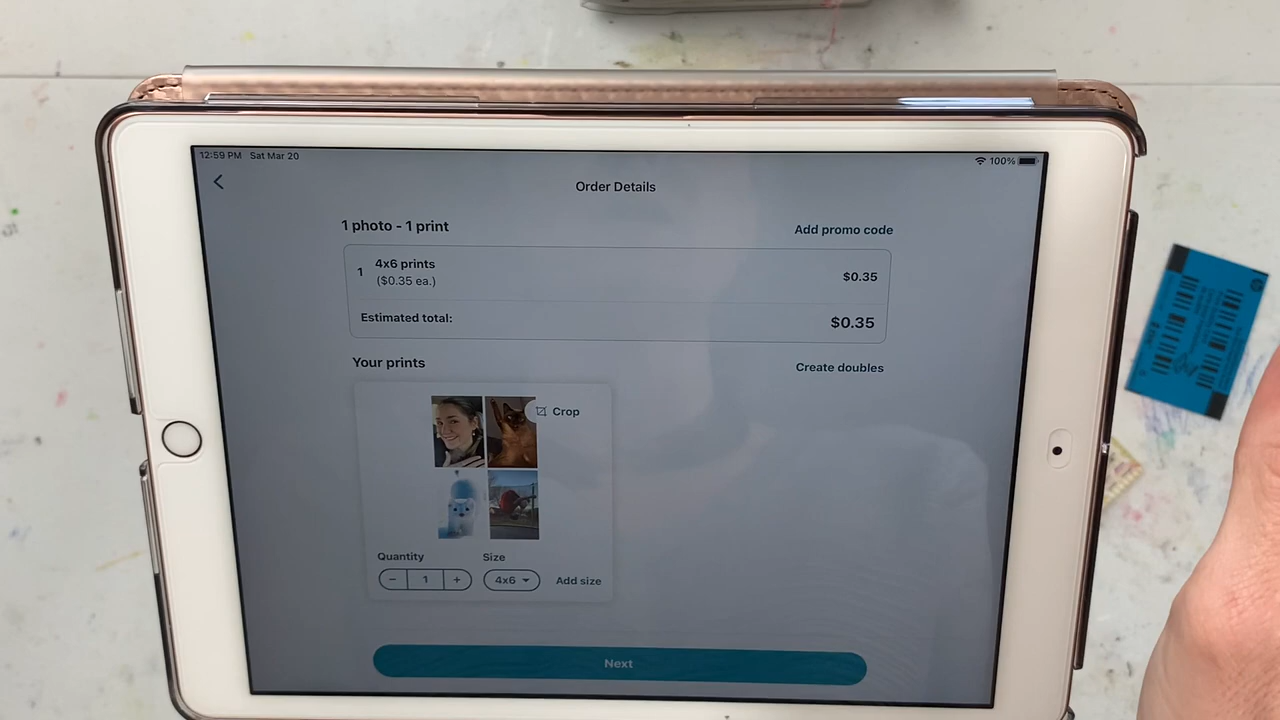 12:59 PM Sat Mar 20
100%
Order Details
1 photo - 1 print
Add promo code
1
4x6 prints
($0.35 ea.)
$0.35
Estimated total:
$0.35
Your prints
Create doubles
Crop
Quantity
Size
− 1 +
4x6
Add size
Next